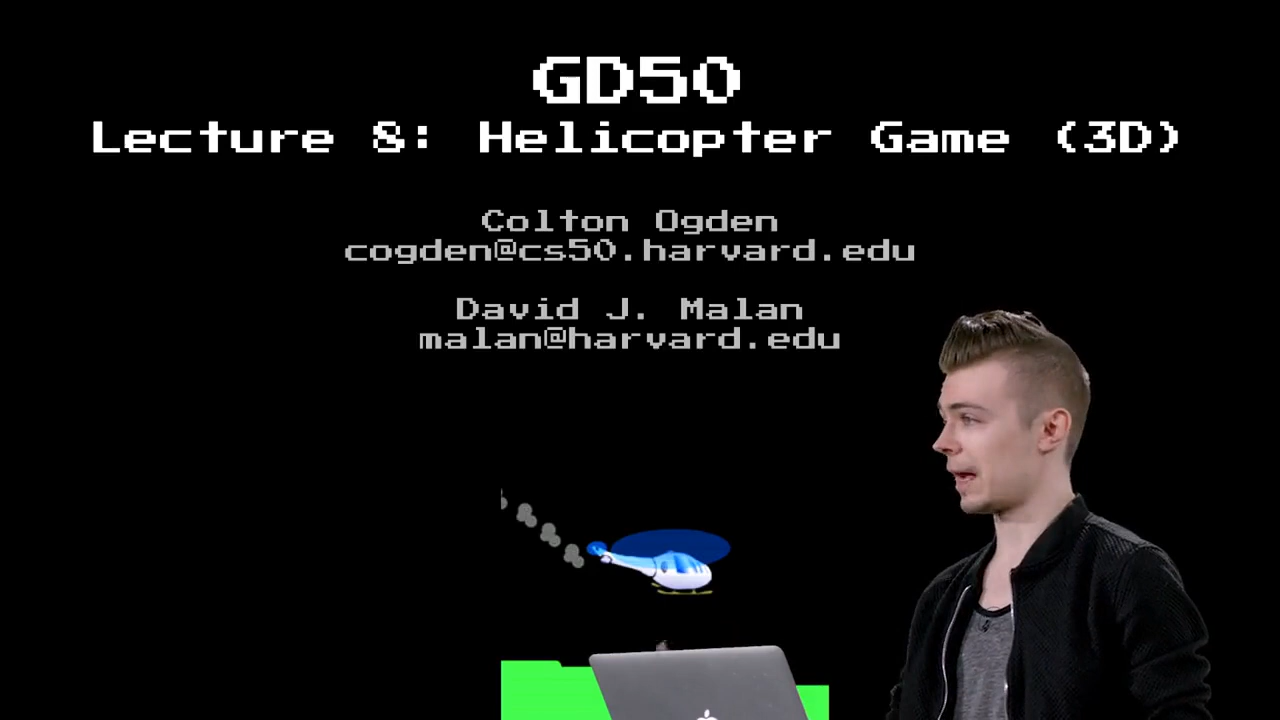 GD50
Lecture 8: Helicopter Game (3D)
Colton Ogden
cogden@cs50.harvard.edu
David J. Malan
malan@harvard.edu